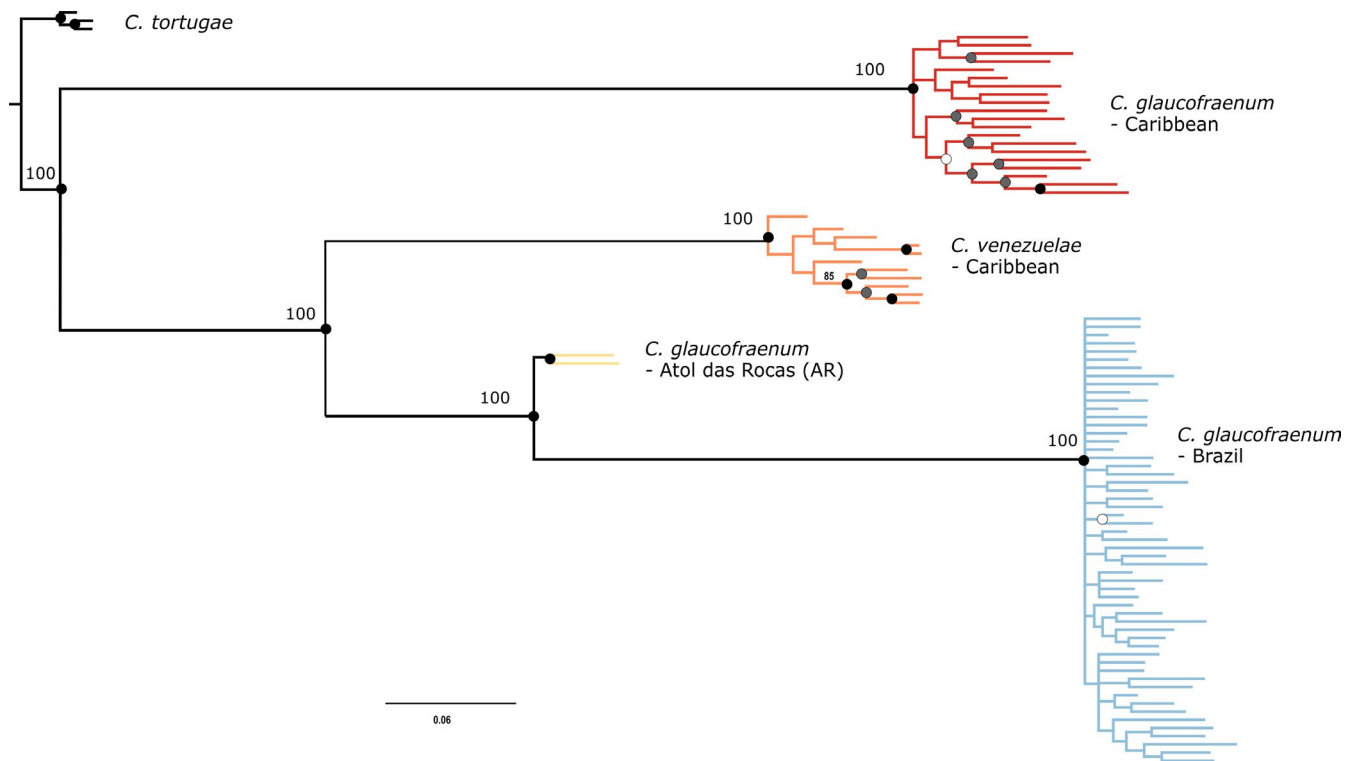 C. tortugae
100
C. glaucofraenum
- Caribbean
100
100
C. venezuelae
- Caribbean
85
100
C. glaucofraenum
- Atol das Rocas (AR)
100
100
C. glaucofraenum
- Brazil
0.06